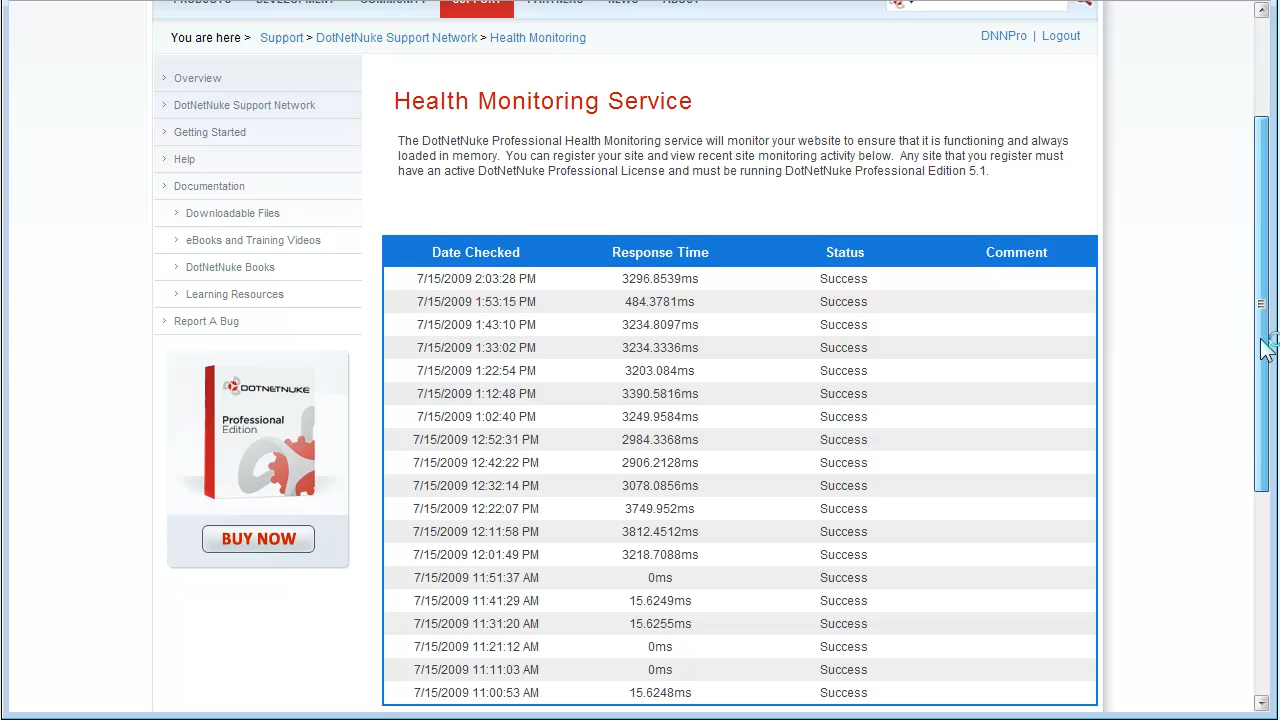 PRODUCTS DEVELOPMENT COMMUNITY SUPPORT PARTNERS NEWS ABOUT
You are here > Support > DotNetNuke Support Network > Health Monitoring
DNNPro | Logout
Overview
DotNetNuke Support Network
Getting Started
Help
Documentation
Downloadable Files
eBooks and Training Videos
DotNetNuke Books
Learning Resources
Report A Bug
DOTNETNUKE
Professional
Edition
BUY NOW
Health Monitoring Service
The DotNetNuke Professional Health Monitoring service will monitor your website to ensure that it is functioning and always
loaded in memory. You can register your site and view recent site monitoring activity below. Any site that you register must
have an active DotNetNuke Professional License and must be running DotNetNuke Professional Edition 5.1.
Date Checked Response Time Status Comment
7/15/2009 2:03:28 PM 3296.8539ms Success
7/15/2009 1:53:15 PM 484.3781ms Success
7/15/2009 1:43:10 PM 3234.8097ms Success
7/15/2009 1:33:02 PM 3234.3336ms Success
7/15/2009 1:22:54 PM 3203.084ms Success
7/15/2009 1:12:48 PM 3390.5816ms Success
7/15/2009 1:02:40 PM 3249.9584ms Success
7/15/2009 12:52:31 PM 2984.3368ms Success
7/15/2009 12:42:22 PM 2906.2128ms Success
7/15/2009 12:32:14 PM 3078.0856ms Success
7/15/2009 12:22:07 PM 3749.952ms Success
7/15/2009 12:11:58 PM 3812.4512ms Success
7/15/2009 12:01:49 PM 3218.7088ms Success
7/15/2009 11:51:37 AM 0ms Success
7/15/2009 11:41:29 AM 15.6249ms Success
7/15/2009 11:31:20 AM 15.6255ms Success
7/15/2009 11:21:12 AM 0ms Success
7/15/2009 11:11:03 AM 0ms Success
7/15/2009 11:00:53 AM 15.6248ms Success